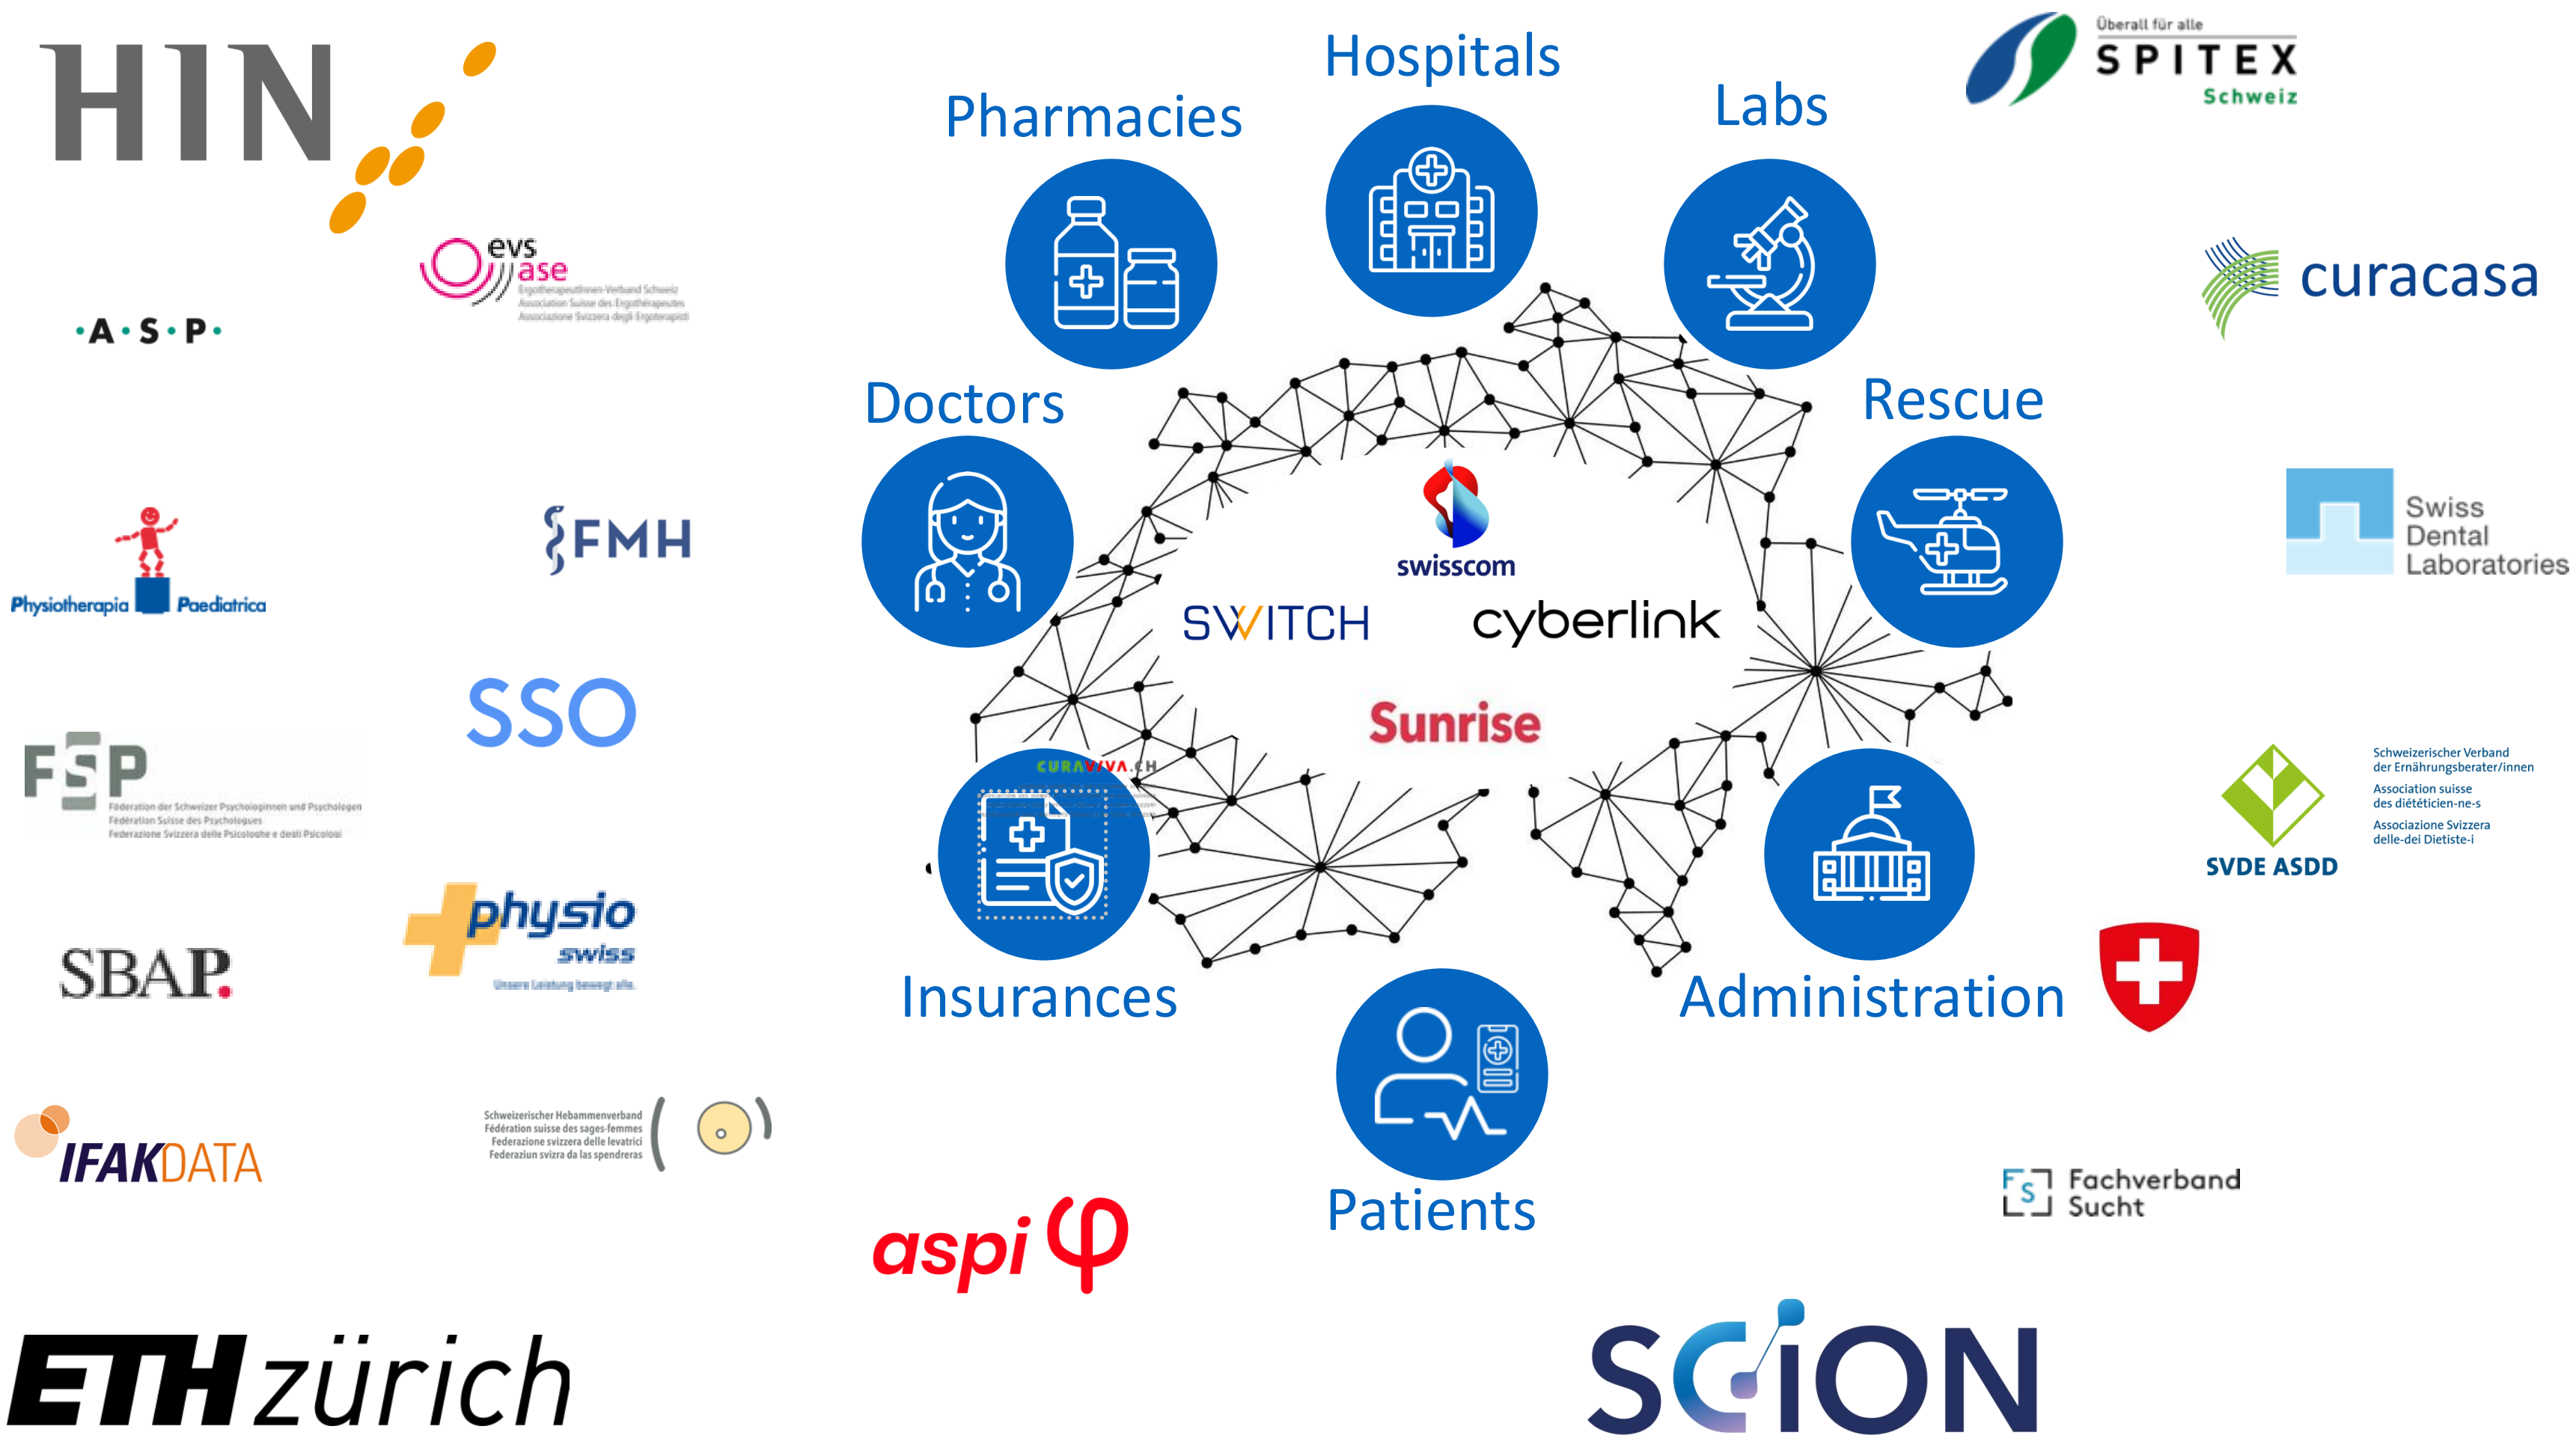 HIN
evs
ase
ErgotherapeutInnen-Verband Schweiz
Association Suisse des Ergothérapeutes
Associazione Svizzera degli Ergoterapisti
·A·S·P·
Physiotherapia Paediatrica
FMH
SSO
FSP
Föderation der Schweizer Psychologinnen und Psychologen
Fédération Suisse des Psychologues
Federazione Svizzera delle Psicologhe e degli Psicologi
physio
swiss
Unsere Leistung bewegt alle.
SBAP.
IFAKDATA
Schweizerischer Hebammenverband
Fédération suisse des sages-femmes
Federazione svizzera delle levatrici
Federaziun svizra da las spendreras
ETH zürich
Hospitals
Pharmacies
Labs
Doctors
Rescue
swisscom
SWITCH
cyberlink
Sunrise
CURAVIVA.CH
Insurances
Administration
Patients
aspi φ
SCiON
Überall für alle
SPITEX
Schweiz
curacasa
Swiss
Dental
Laboratories
Schweizerischer Verband
der Ernährungsberater/innen
Association suisse
des diététicien-ne-s
Associazione Svizzera
delle-dei Dietiste-i
SVDE ASDD
FS
Fachverband
Sucht